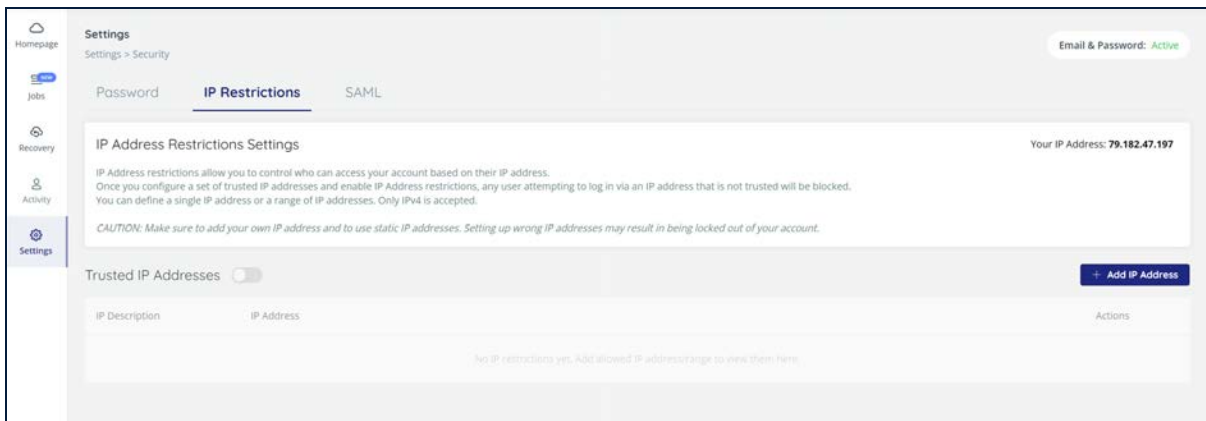 Homepage
NEW
Jobs
Recovery
Activity
Settings
Settings
Settings > Security
Email & Password: Active
Password
IP Restrictions
SAML
IP Address Restrictions Settings
Your IP Address: 79.182.47.197
IP Address restrictions allow you to control who can access your account based on their IP address.
Once you configure a set of trusted IP addresses and enable IP Address restrictions, any user attempting to log in via an IP address that is not trusted will be blocked.
You can define a single IP address or a range of IP addresses. Only IPv4 is accepted.
CAUTION: Make sure to add your own IP address and to use static IP addresses. Setting up wrong IP addresses may result in being locked out of your account.
Trusted IP Addresses
+ Add IP Address
IP Description
IP Address
Actions
No IP restrictions yet. Add allowed IP address/range to view them here.